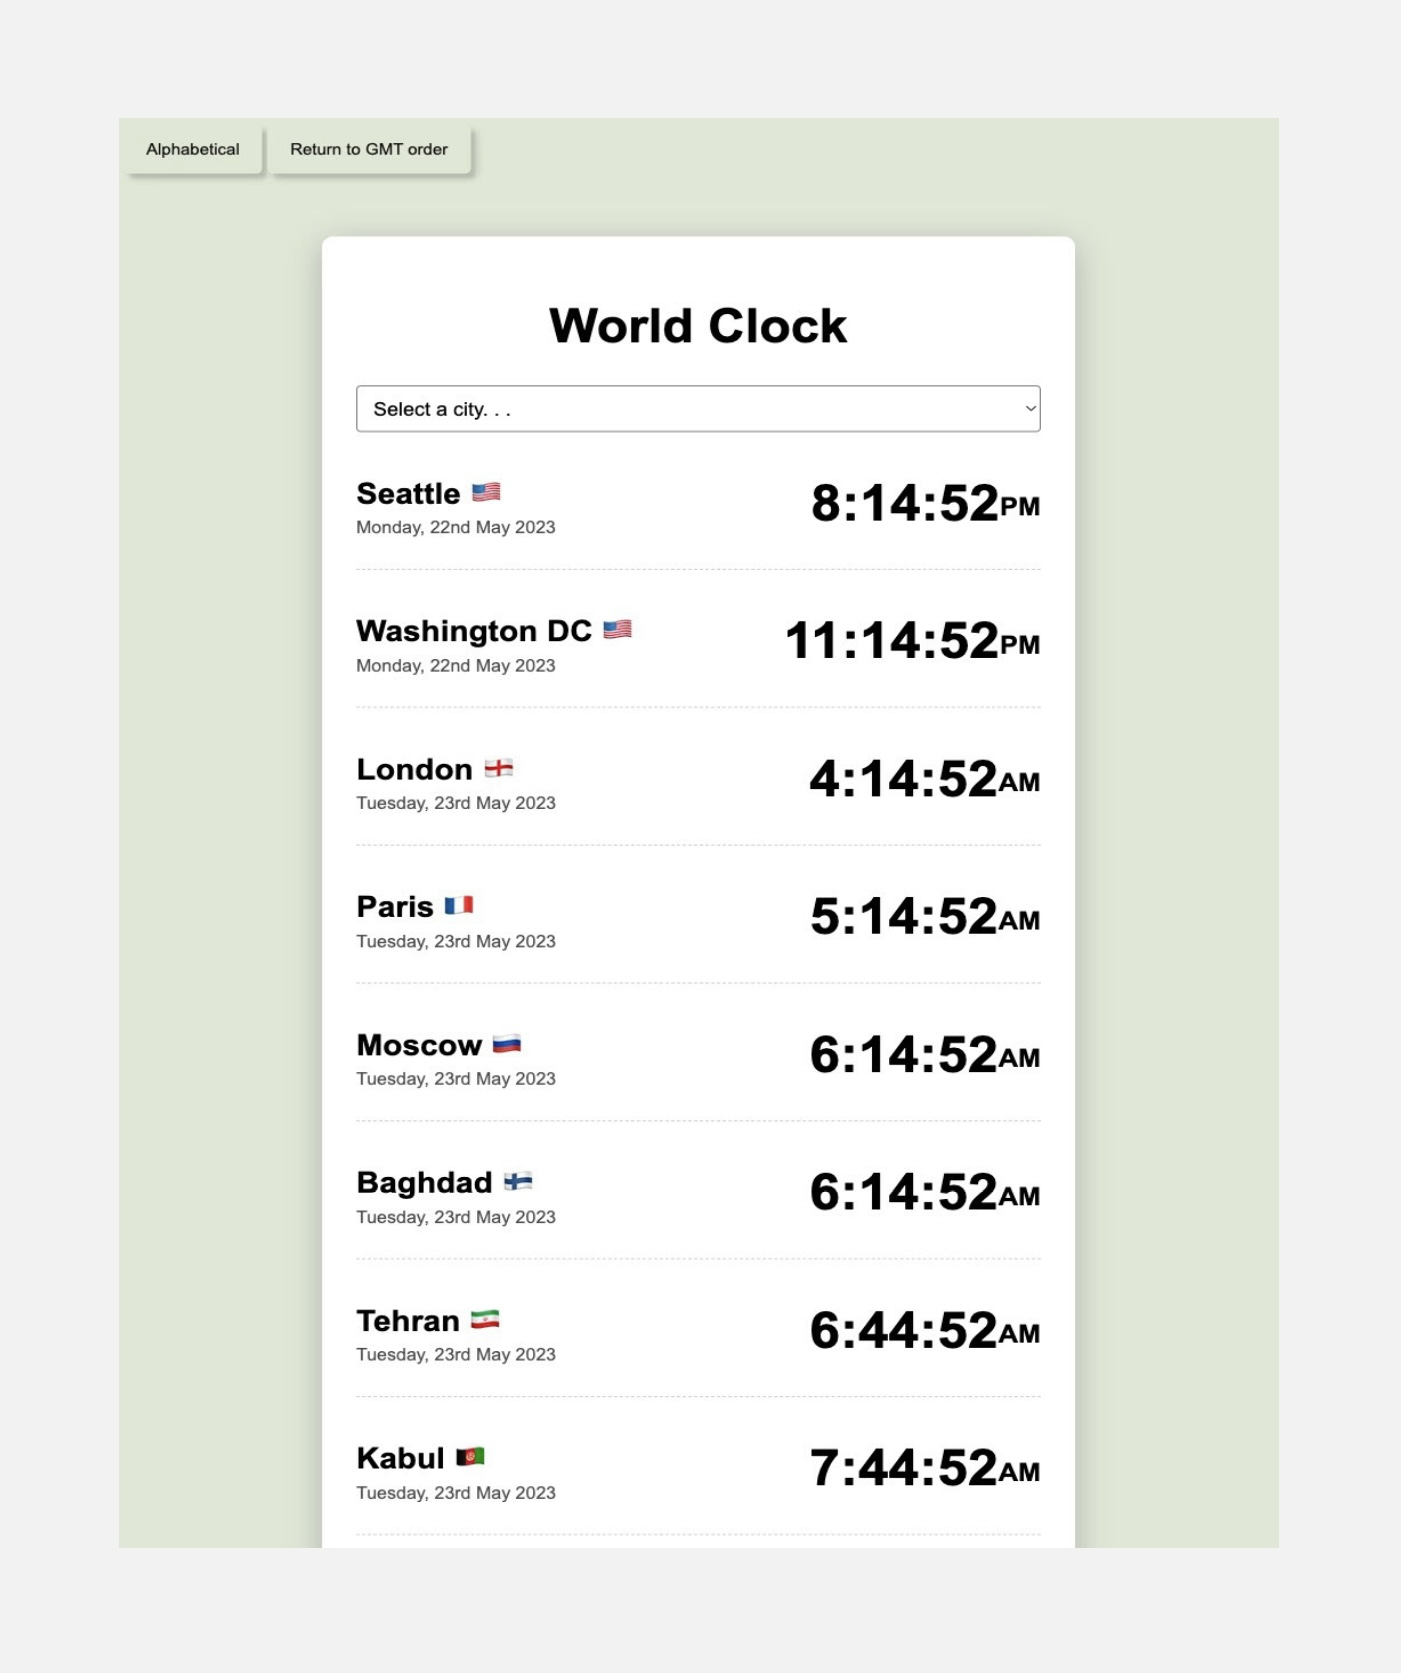 Alphabetical
Return to GMT order
World Clock
Select a city. . .
Seattle 🇺🇸
8:14:52PM
Monday, 22nd May 2023
Washington DC 🇺🇸
11:14:52PM
Monday, 22nd May 2023
London 🏴󠁧󠁢󠁥󠁮󠁧󠁿
4:14:52AM
Tuesday, 23rd May 2023
Paris 🇫🇷
5:14:52AM
Tuesday, 23rd May 2023
Moscow 🇷🇺
6:14:52AM
Tuesday, 23rd May 2023
Baghdad 🇫🇮
6:14:52AM
Tuesday, 23rd May 2023
Tehran 🇮🇷
6:44:52AM
Tuesday, 23rd May 2023
Kabul 🇦🇫
7:44:52AM
Tuesday, 23rd May 2023